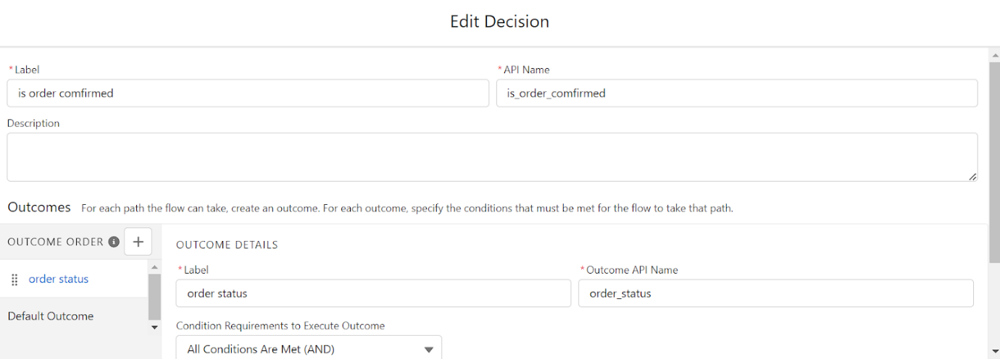 Edit Decision
*Label
*API Name
is order comfirmed
is_order_comfirmed
Description
Outcomes For each path the flow can take, create an outcome. For each outcome, specify the conditions that must be met for the flow to take that path.
OUTCOME ORDER i +
OUTCOME DETAILS
order status
*Label
*Outcome API Name
order status
order_status
Default Outcome
Condition Requirements to Execute Outcome
All Conditions Are Met (AND)